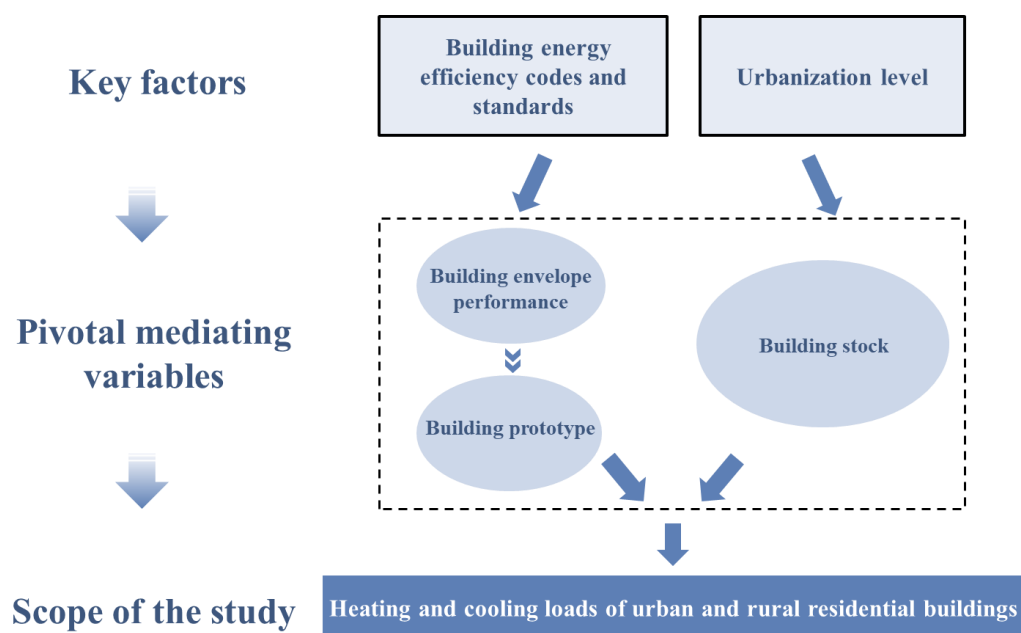 Key factors
Building energy
efficiency codes and
standards
Urbanization level
Pivotal mediating
variables
Building envelope
performance
Building prototype
Building stock
Scope of the study
Heating and cooling loads of urban and rural residential buildings